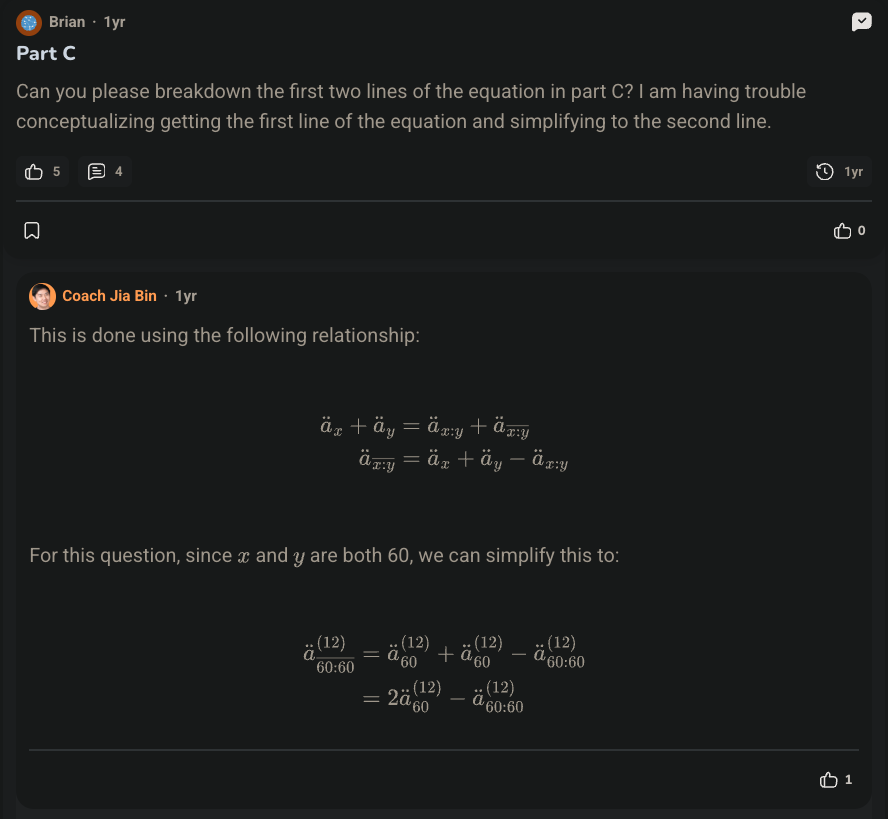 Brian · 1yr
Part C
Can you please breakdown the first two lines of the equation in part C? I am having trouble
conceptualizing getting the first line of the equation and simplifying to the second line.
5 4 1yr
0
Coach Jia Bin · 1yr
This is done using the following relationship:
$\ddot{a}_x + \ddot{a}_y = \ddot{a}_{x:y} + \ddot{a}_{\overline{x:y}}$
$\ddot{a}_{\overline{x:y}} = \ddot{a}_x + \ddot{a}_y - \ddot{a}_{x:y}$
For this question, since $x$ and $y$ are both 60, we can simplify this to:
$\ddot{a}_{\overline{60:60}}^{(12)} = \ddot{a}_{60}^{(12)} + \ddot{a}_{60}^{(12)} - \ddot{a}_{60:60}^{(12)}$
$= 2\ddot{a}_{60}^{(12)} - \ddot{a}_{60:60}^{(12)}$
1